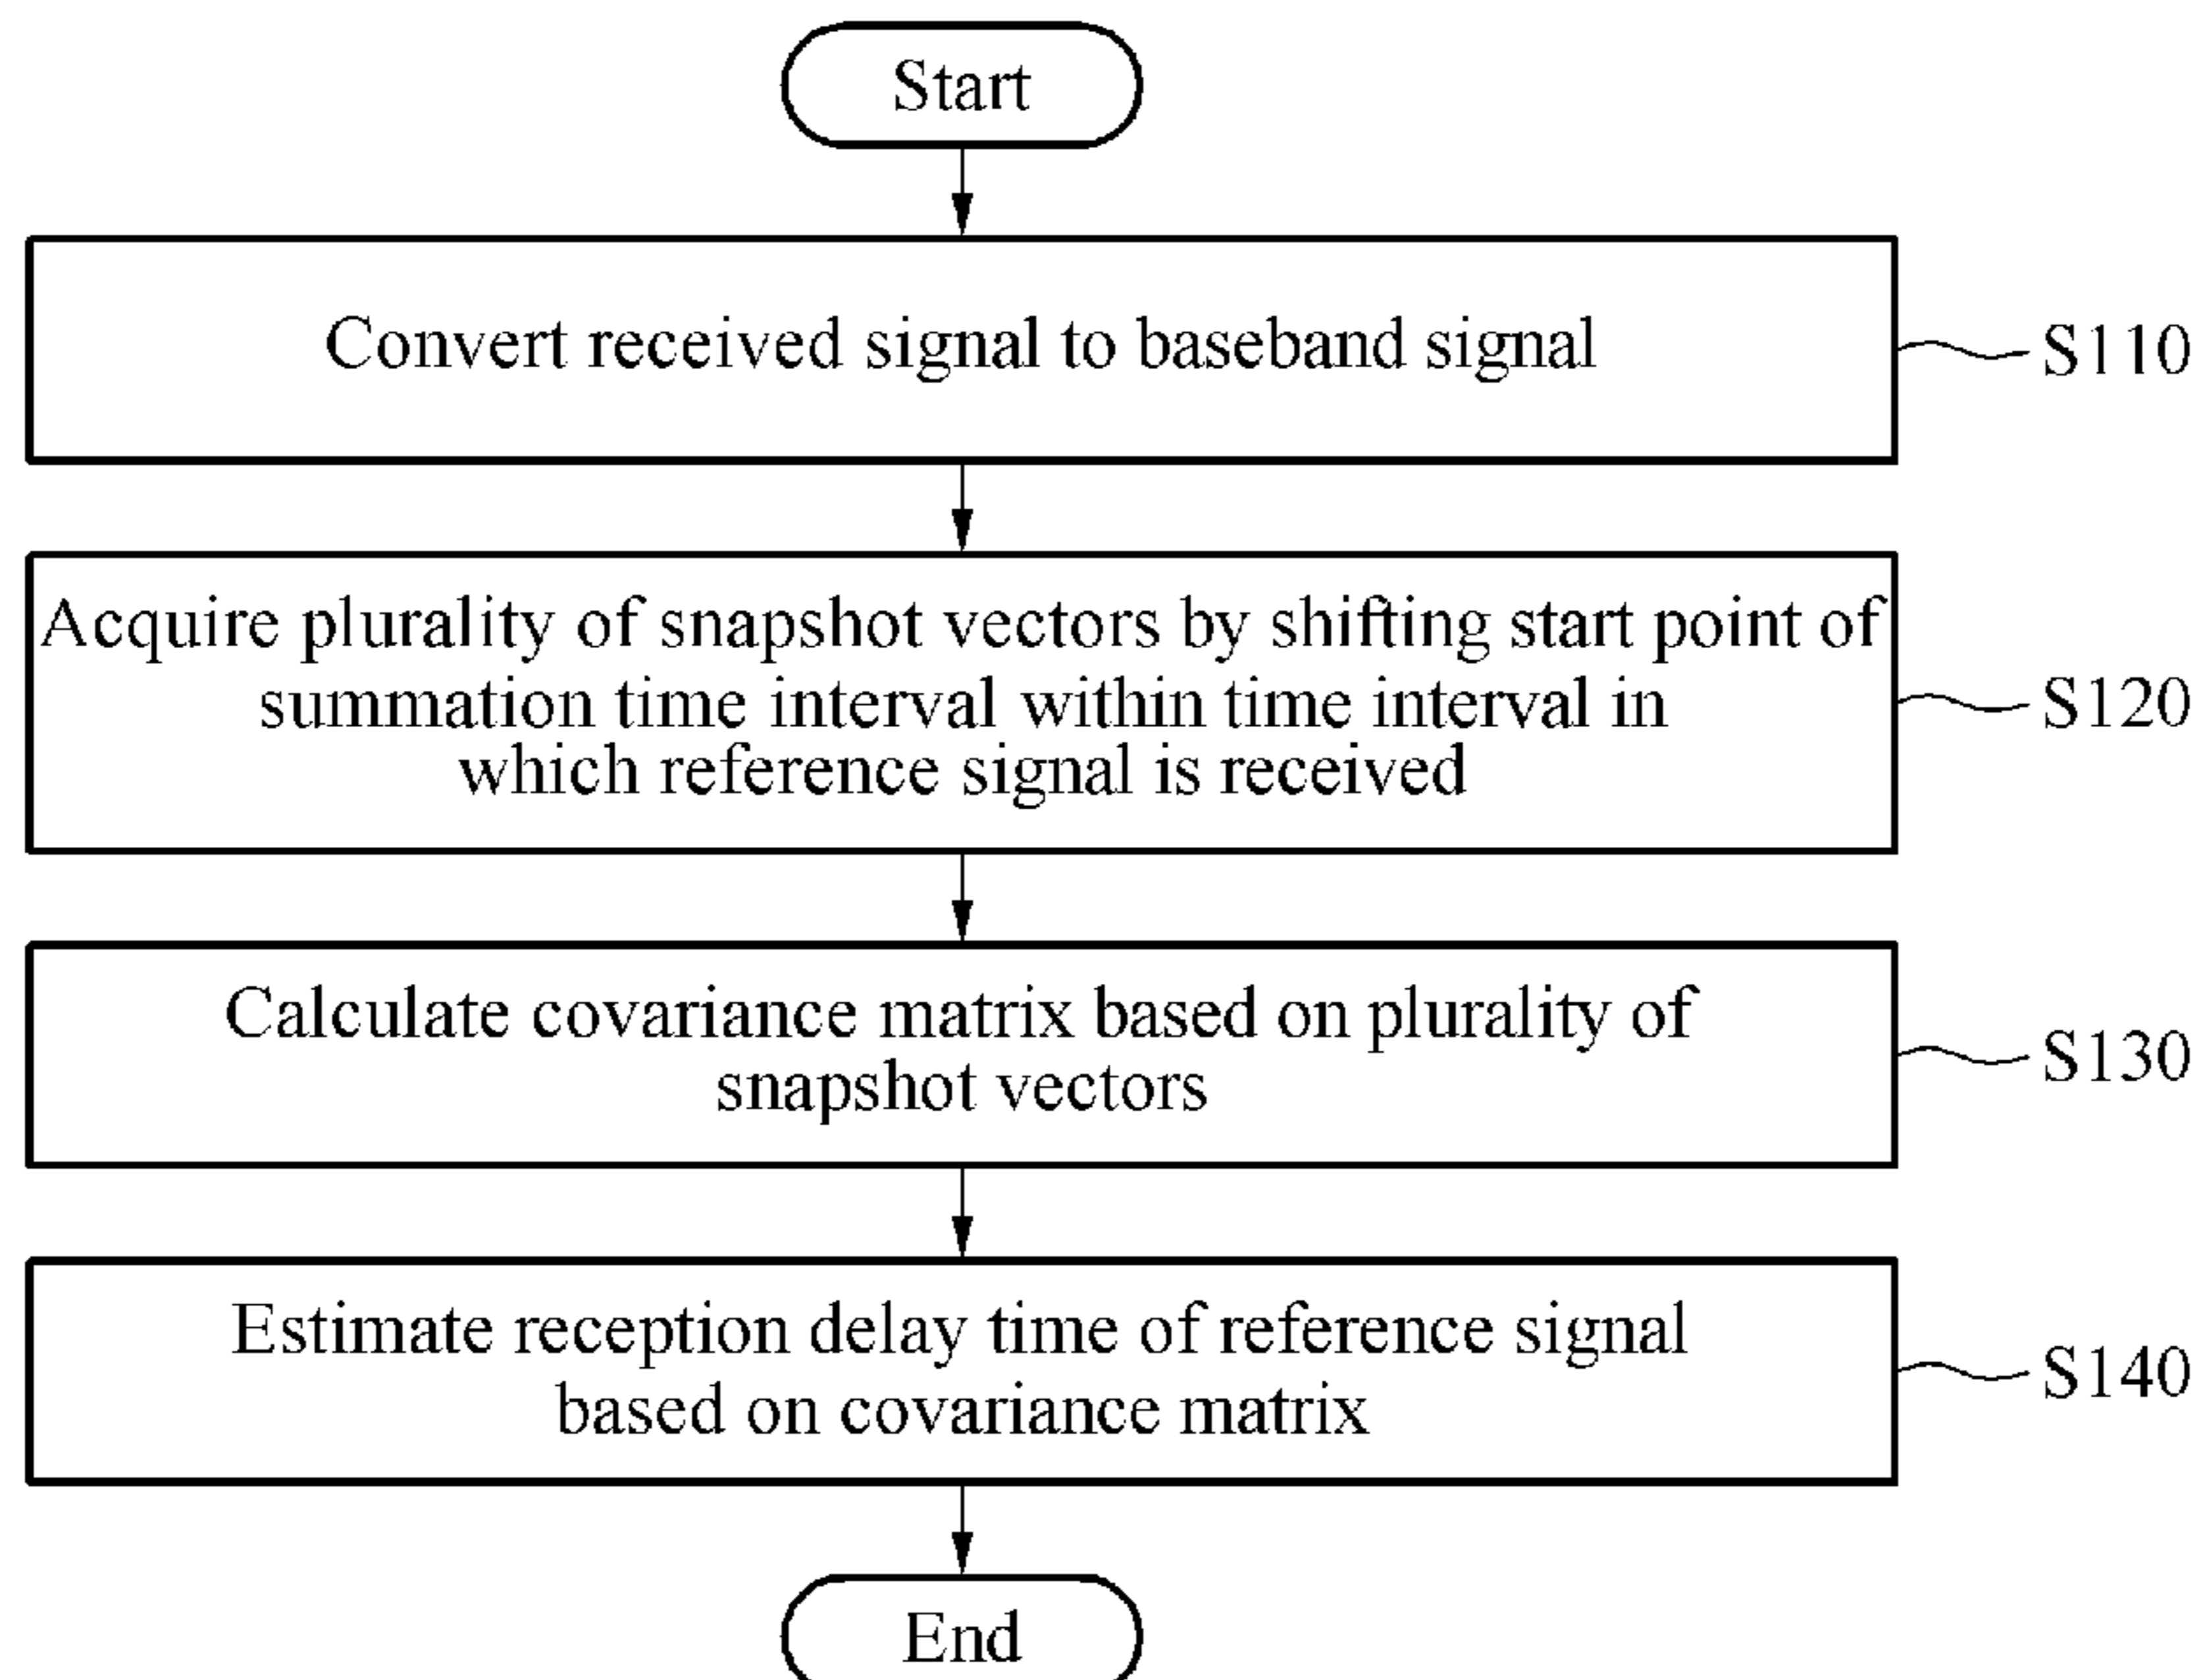 Start
Convert received signal to baseband signal
S110
Acquire plurality of snapshot vectors by shifting start point of
summation time interval within time interval in
which reference signal is received
S120
Calculate covariance matrix based on plurality of
snapshot vectors
S130
Estimate reception delay time of reference signal
based on covariance matrix
S140
End